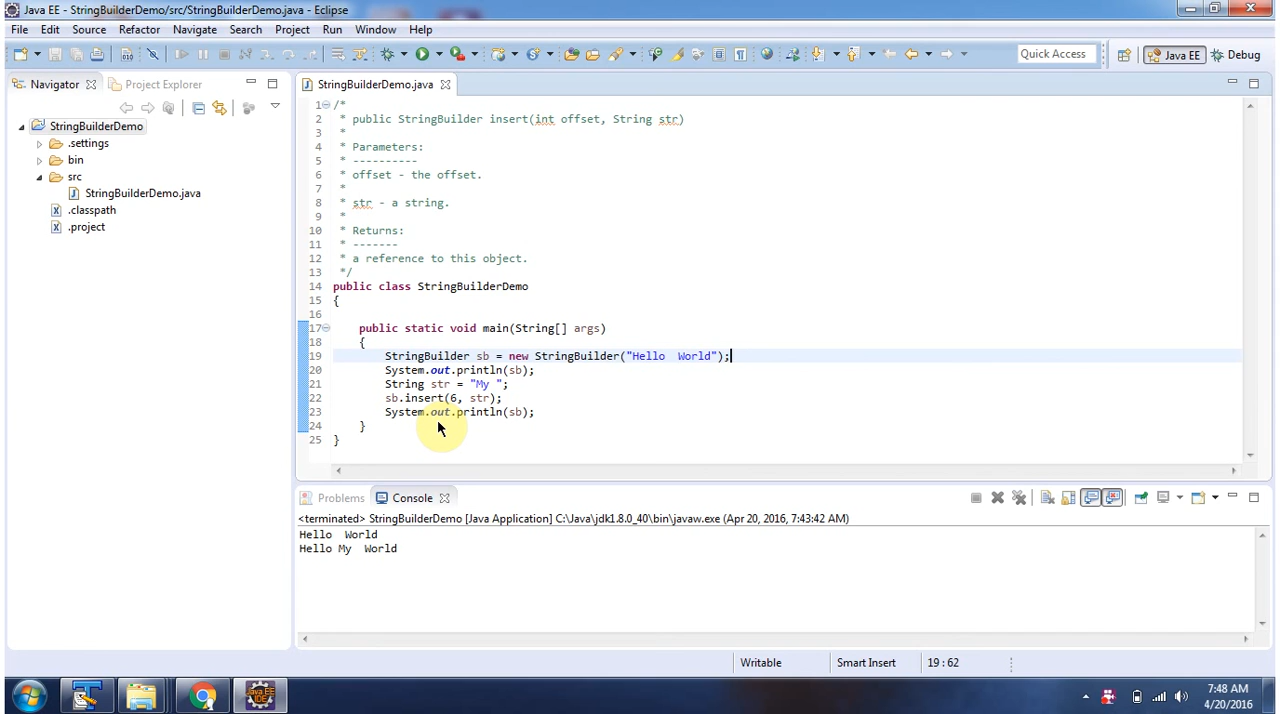 Java EE - StringBuilderDemo/src/StringBuilderDemo.java - Eclipse
File Edit Source Refactor Navigate Search Project Run Window Help
Quick Access Java EE Debug
Navigator Project Explorer
StringBuilderDemo
.settings
bin
src
StringBuilderDemo.java
.classpath
.project
StringBuilderDemo.java
1 /*
2 * public StringBuilder insert(int offset, String str)
3 *
4 * Parameters:
5 * ----------
6 * offset - the offset.
7 *
8 * str - a string.
9 *
10 * Returns:
11 * -------
12 * a reference to this object.
13 */
14 public class StringBuilderDemo
15 {
16
17 public static void main(String[] args)
18 {
19 StringBuilder sb = new StringBuilder("Hello  World");
20 System.out.println(sb);
21 String str = "My ";
22 sb.insert(6, str);
23 System.out.println(sb);
24 }
25 }
Problems Console
<terminated> StringBuilderDemo [Java Application] C:\Java\jdk1.8.0_40\bin\javaw.exe (Apr 20, 2016, 7:43:42 AM)
Hello  World
Hello My  World
Writable Smart Insert 19 : 62
Java EE
IDE
7:48 AM
4/20/2016